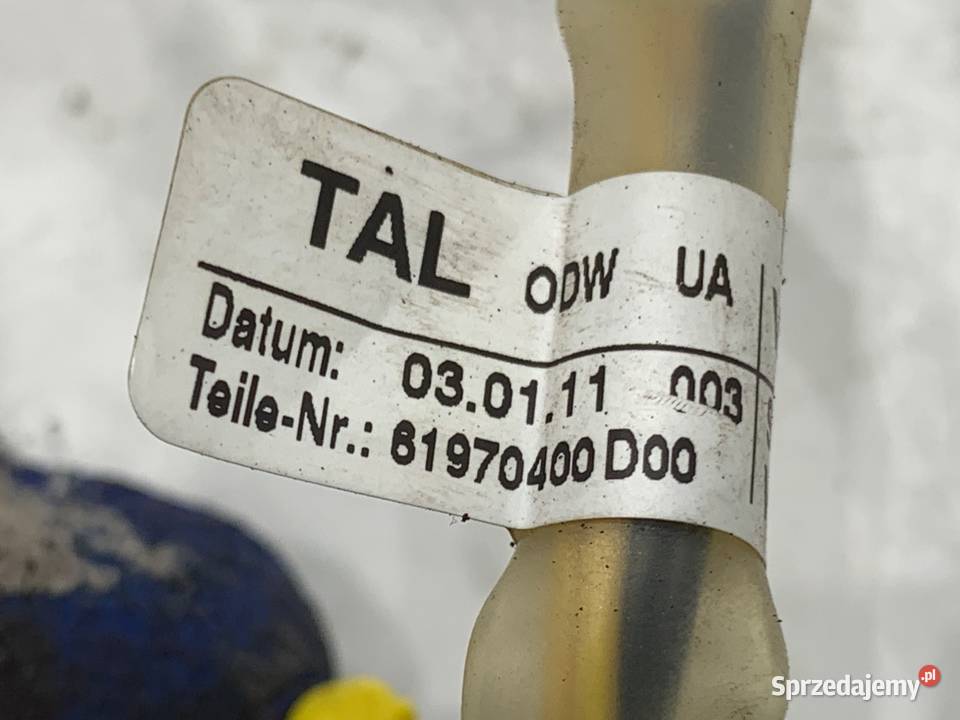 TAL ODW UA
Datum: 03.01.11 003
Teile-Nr.: 61970400D00
Sprzedajemy.pl